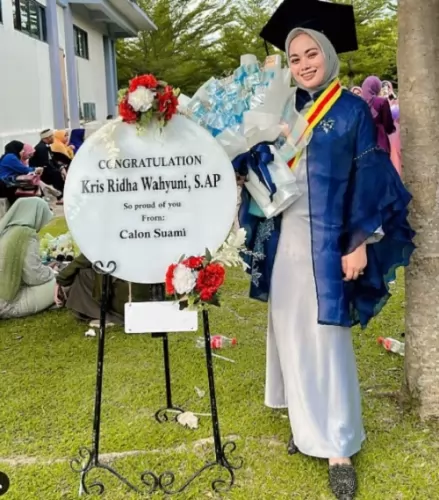 CONGRATULATION
Kris Ridha Wahyuni, S.AP
So proud of you
From:
Calon Suami